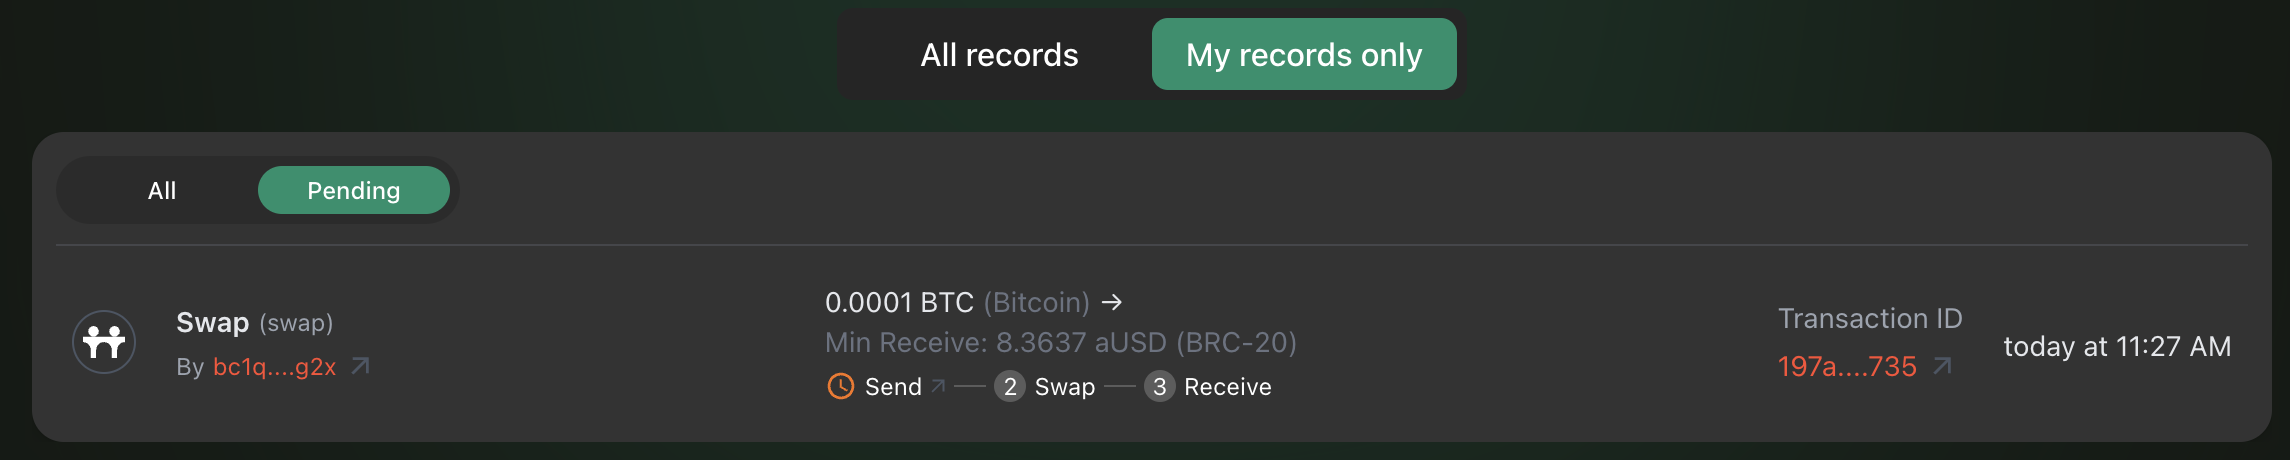 All records My records only
All Pending
Swap (swap)
By bc1q....g2x
0.0001 BTC (Bitcoin) →
Min Receive: 8.3637 aUSD (BRC-20)
Send 2 Swap 3 Receive
Transaction ID
197a....735
today at 11:27 AM